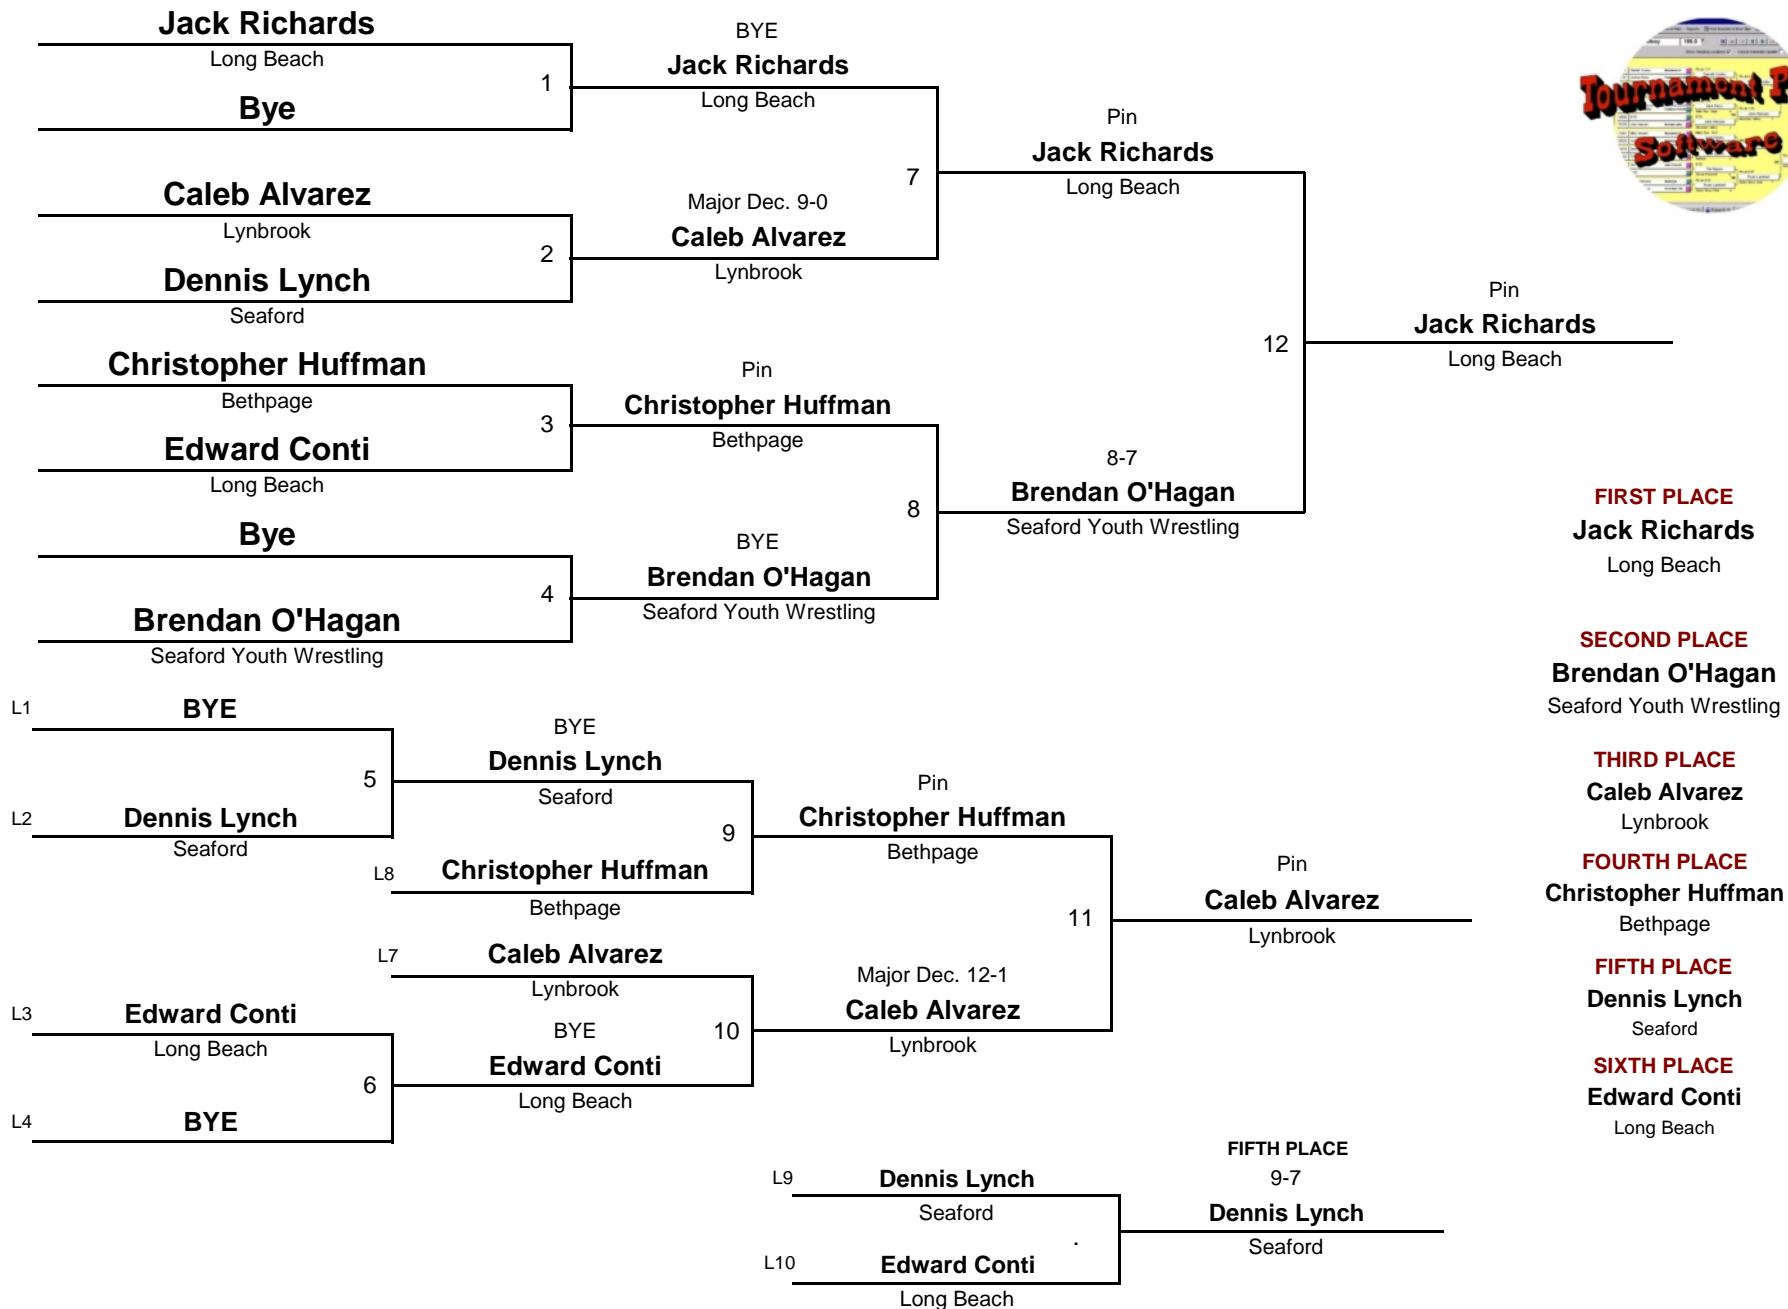 Jack Richards
Long Beach
1
Bye
BYE
Jack Richards
Long Beach
Caleb Alvarez
Lynbrook
2
Dennis Lynch
Seaford
Major Dec. 9-0
Caleb Alvarez
Lynbrook
7
Pin
Jack Richards
Long Beach
Christopher Huffman
Bethpage
3
Edward Conti
Long Beach
Pin
Christopher Huffman
Bethpage
Bye
4
Brendan O'Hagan
Seaford Youth Wrestling
BYE
Brendan O'Hagan
Seaford Youth Wrestling
8
8-7
Brendan O'Hagan
Seaford Youth Wrestling
12
Pin
Jack Richards
Long Beach
Tournament P
Software
FIRST PLACE
Jack Richards
Long Beach
SECOND PLACE
Brendan O'Hagan
Seaford Youth Wrestling
THIRD PLACE
Caleb Alvarez
Lynbrook
FOURTH PLACE
Christopher Huffman
Bethpage
FIFTH PLACE
Dennis Lynch
Seaford
SIXTH PLACE
Edward Conti
Long Beach
L1
BYE
5
L2
Dennis Lynch
Seaford
BYE
Dennis Lynch
Seaford
9
L8
Christopher Huffman
Bethpage
Pin
Christopher Huffman
Bethpage
L7
Caleb Alvarez
Lynbrook
10
L3
Edward Conti
Long Beach
6
L4
BYE
BYE
Edward Conti
Long Beach
Major Dec. 12-1
Caleb Alvarez
Lynbrook
11
Pin
Caleb Alvarez
Lynbrook
L9
Dennis Lynch
Seaford
.
L10
Edward Conti
Long Beach
FIFTH PLACE
9-7
Dennis Lynch
Seaford